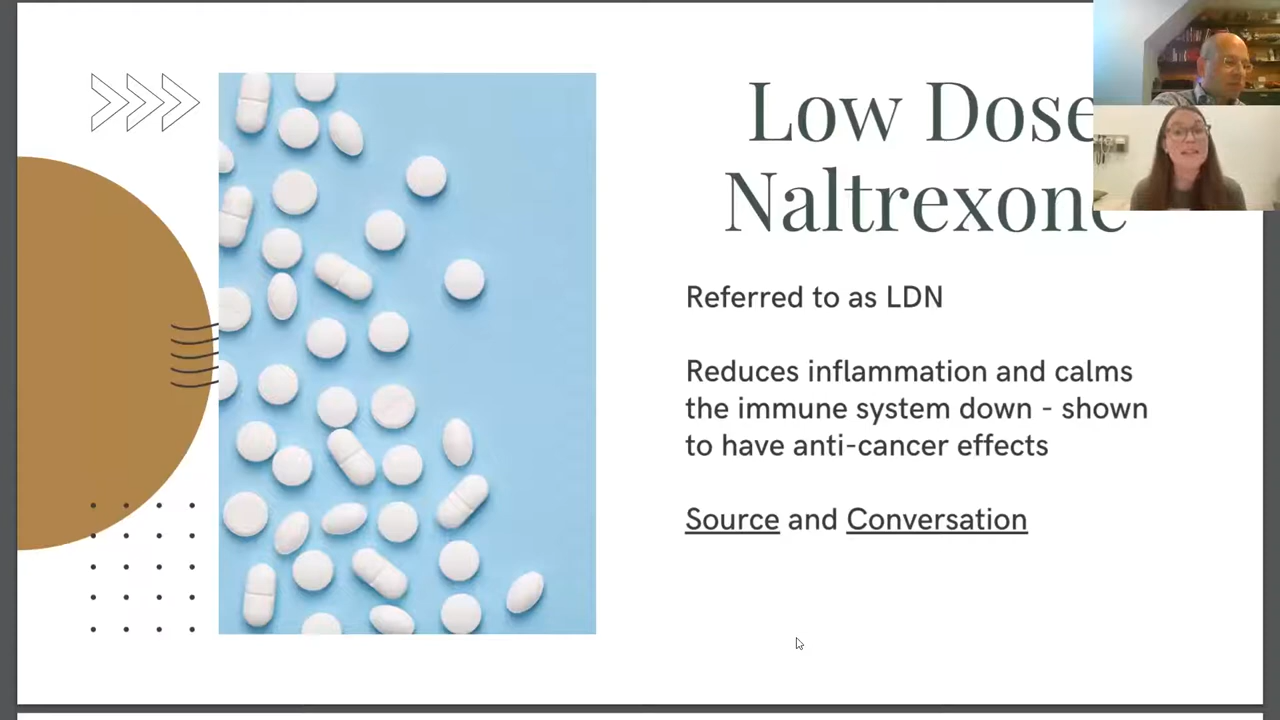 Low Dose
Naltrexone
Referred to as LDN
Reduces inflammation and calms
the immune system down - shown
to have anti-cancer effects
Source and Conversation